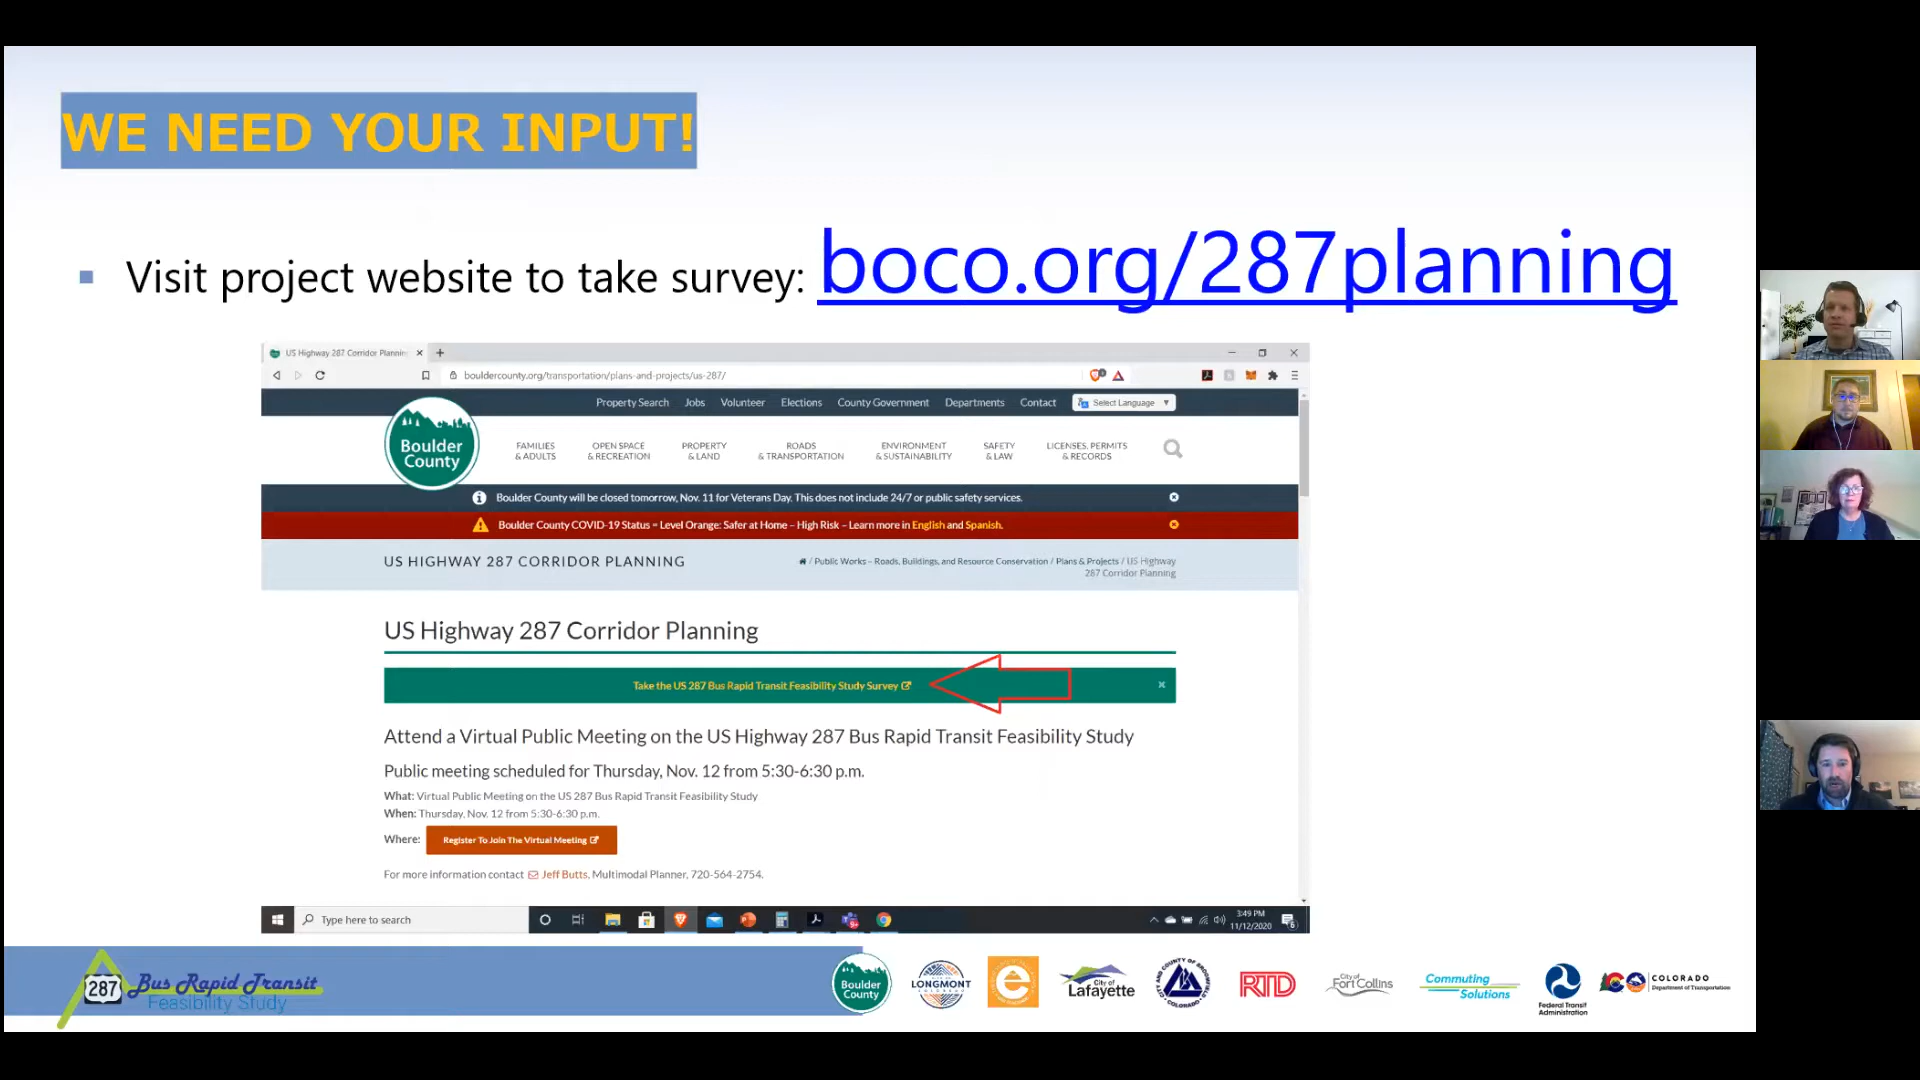 WE NEED YOUR INPUT!
Visit project website to take survey: boco.org/287planning
US Highway 287 Corridor Plannin
bouldercounty.org/transportation/plans-and-projects/us-287/
Property Search Jobs Volunteer Elections County Government Departments Contact Select Language
Boulder
County
FAMILIES
& ADULTS
OPEN SPACE
& RECREATION
PROPERTY
& LAND
ROADS
& TRANSPORTATION
ENVIRONMENT
& SUSTAINABILITY
SAFETY
& LAW
LICENSES, PERMITS
& RECORDS
Boulder County will be closed tomorrow, Nov. 11 for Veterans Day. This does not include 24/7 or public safety services.
Boulder County COVID-19 Status = Level Orange: Safer at Home – High Risk – Learn more in English and Spanish.
US HIGHWAY 287 CORRIDOR PLANNING
/ Public Works – Roads, Buildings, and Resource Conservation / Plans & Projects / US Highway
287 Corridor Planning
US Highway 287 Corridor Planning
Take the US 287 Bus Rapid Transit Feasibility Study Survey
Attend a Virtual Public Meeting on the US Highway 287 Bus Rapid Transit Feasibility Study
Public meeting scheduled for Thursday, Nov. 12 from 5:30-6:30 p.m.
What: Virtual Public Meeting on the US 287 Bus Rapid Transit Feasibility Study
When: Thursday, Nov. 12 from 5:30-6:30 p.m.
Where: Register To Join The Virtual Meeting
For more information contact Jeff Butts, Multimodal Planner, 720-564-2754.
Type here to search
3:49 PM
11/12/2020
287 Bus Rapid Transit
Feasibility Study
Boulder
County
LONGMONT
COLORADO
e
City of
Lafayette
CITY AND COUNTY OF BROOMFIELD
COLORADO
RTD
City of
Fort Collins
Commuting
Solutions
Federal Transit
Administration
COLORADO
Department of Transportation